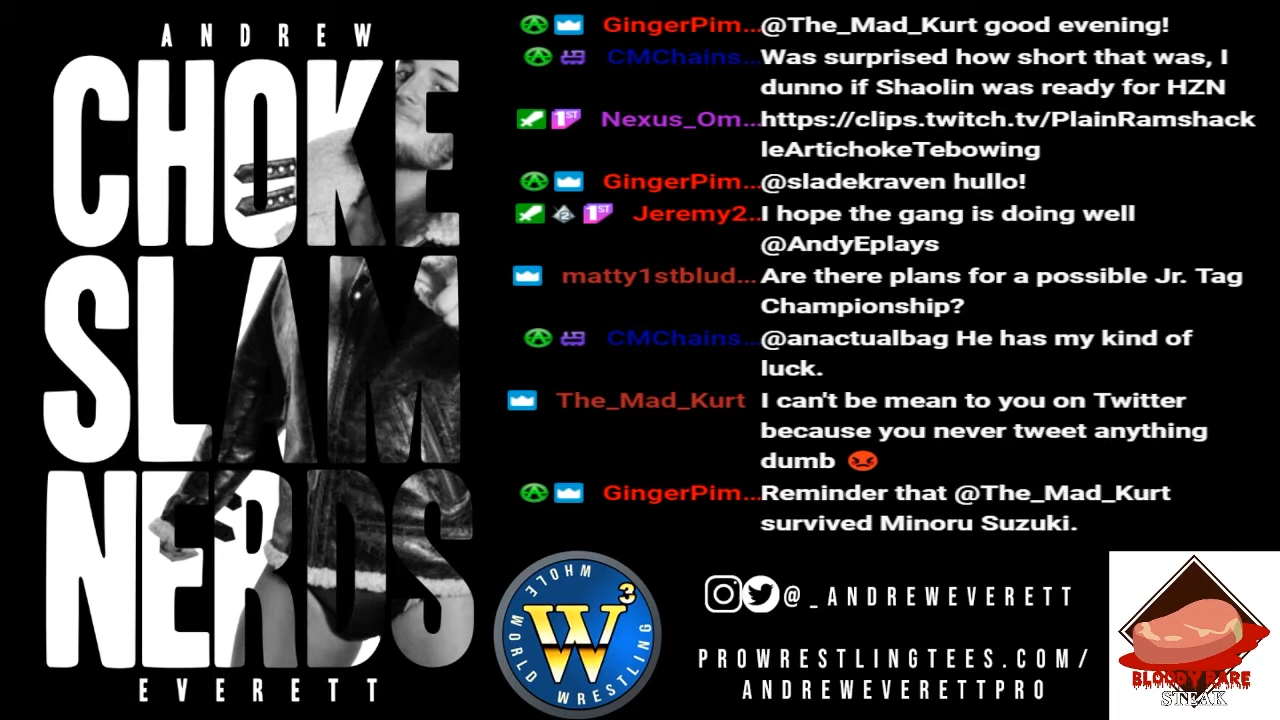 ANDREW
CHOKE
SLAM
NERDS
EVERETT
GingerPim... @The_Mad_Kurt good evening!
CMChains... Was surprised how short that was, I
dunno if Shaolin was ready for HZN
1ST Nexus_Om... https://clips.twitch.tv/PlainRamshack
leArtichokeTebowing
GingerPim... @sladekraven hullo!
2 1ST Jeremy2.. I hope the gang is doing well
@AndyEplays
matty1stblud... Are there plans for a possible Jr. Tag
Championship?
CMChains... @anactualbag He has my kind of
luck.
The_Mad_Kurt I can't be mean to you on Twitter
because you never tweet anything
dumb 😡
GingerPim... Reminder that @The_Mad_Kurt
survived Minoru Suzuki.
WHOLE
W3
WORLD WRESTLING
@_ANDREWEVERETT
PROWRESTLINGTEES.COM/
ANDREWEVERETTPRO
BLOODY RARE
STEAK